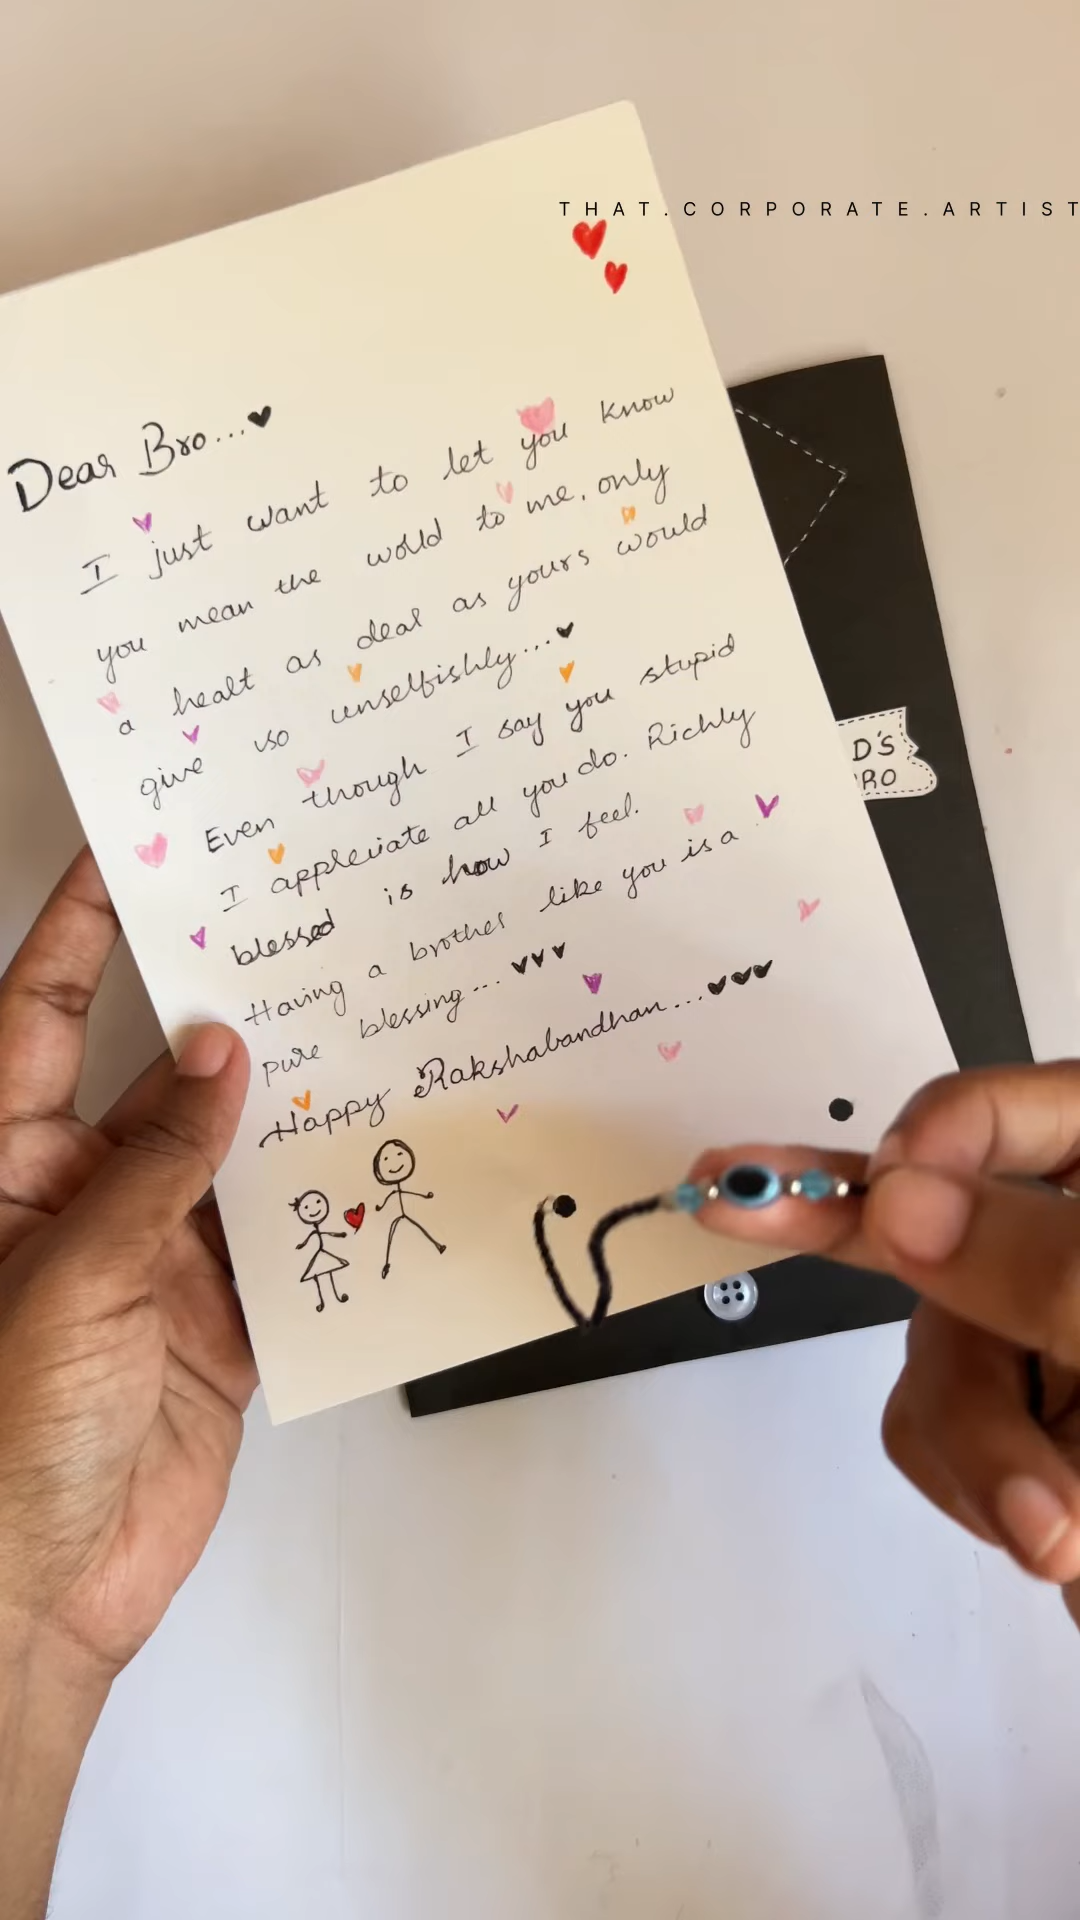 THAT.CORPORATE.ARTIST
Dear Bro...
I just want to let you know
you mean the world to me, only
a heart as dear as yours would
give so unselfishly...
Even though I say you stupid
I appreciate all you do. Richly
blessed is how I feel.
Having a brother like you is a
pure blessing...
Happy Rakshabandhan...
D'S
RO